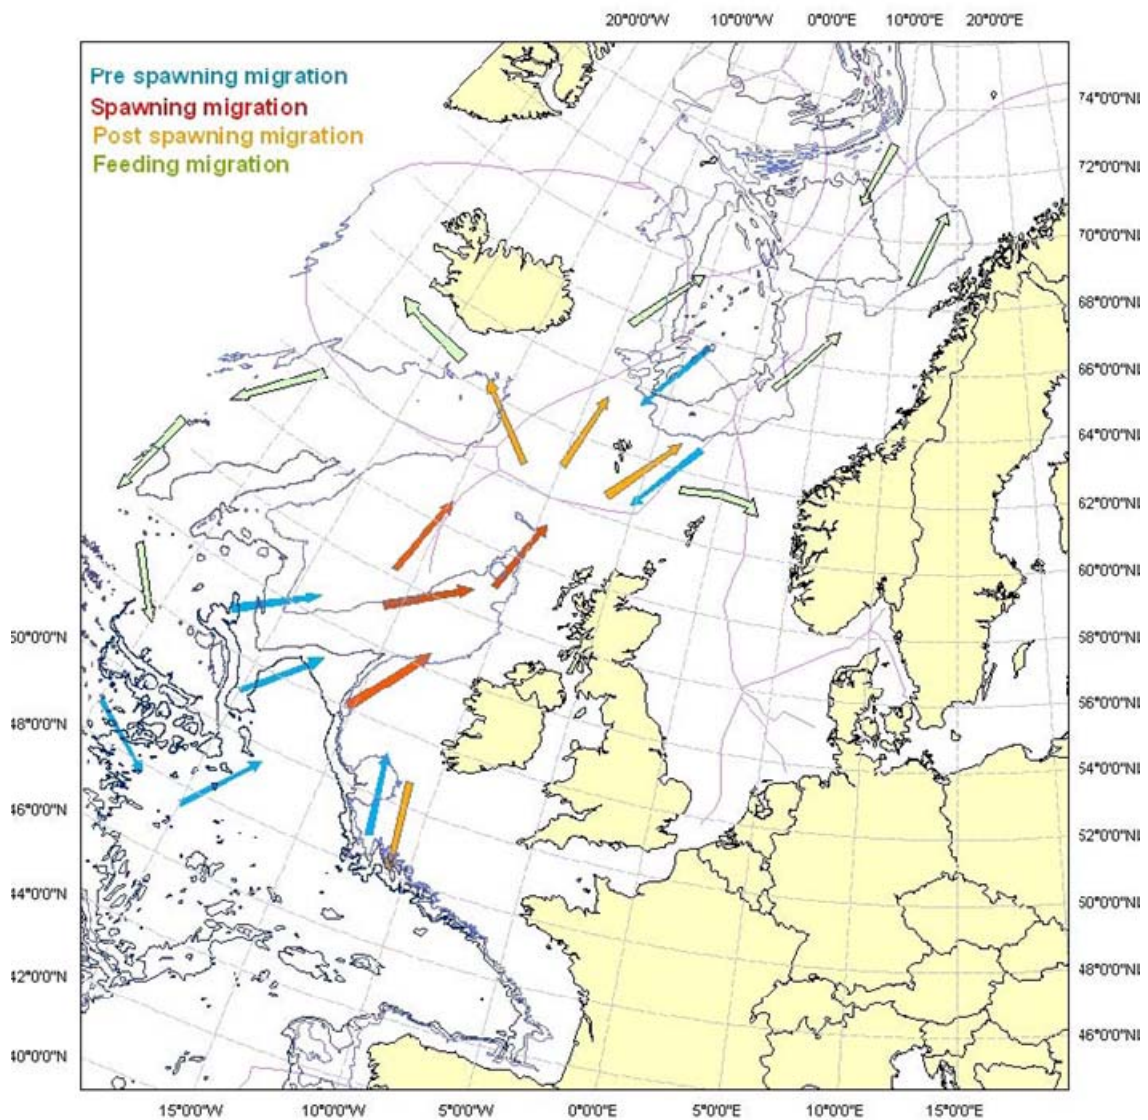 20°0'0"W 10°0'0"W 0°0'0"E 10°0'0"E 20°0'0"E
Pre spawning migration
Spawning migration
Post spawning migration
Feeding migration
74°0'0"N
72°0'0"N
70°0'0"N
68°0'0"N
66°0'0"N
64°0'0"N
62°0'0"N
60°0'0"N
58°0'0"N
56°0'0"N
54°0'0"N
52°0'0"N
50°0'0"N
48°0'0"N
46°0'0"N
50°0'0"N
48°0'0"N
46°0'0"N
44°0'0"N
42°0'0"N
40°0'0"N
15°0'0"W 10°0'0"W 5°0'0"W 0°0'0"E 5°0'0"E 10°0'0"E 15°0'0"E